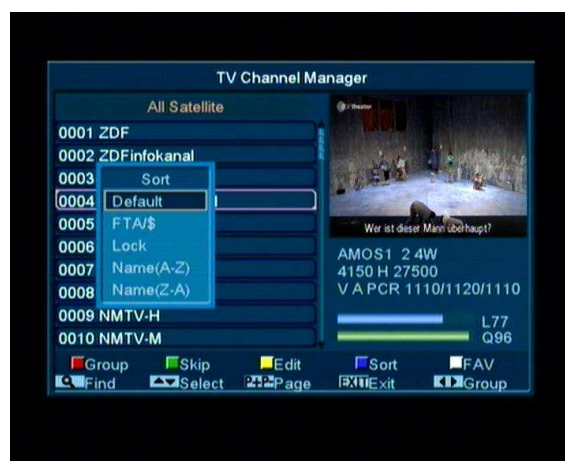 TV Channel Manager
All Satellite
0001 ZDF
0002 ZDFinfokanal
0003
0004
0005
0006
0007
0008
0009 NMTV-H
0010 NMTV-M
Sort
Default
FTA/$
Lock
Name(A-Z)
Name(Z-A)
theater
Wer ist dieser Mann überhaupt?
AMOS1 2 4W
4150 H 27500
V A PCR 1110/1120/1110
L77
Q96
Group Skip Edit Sort FAV
Find Select P+P- Page EXIT Exit Group